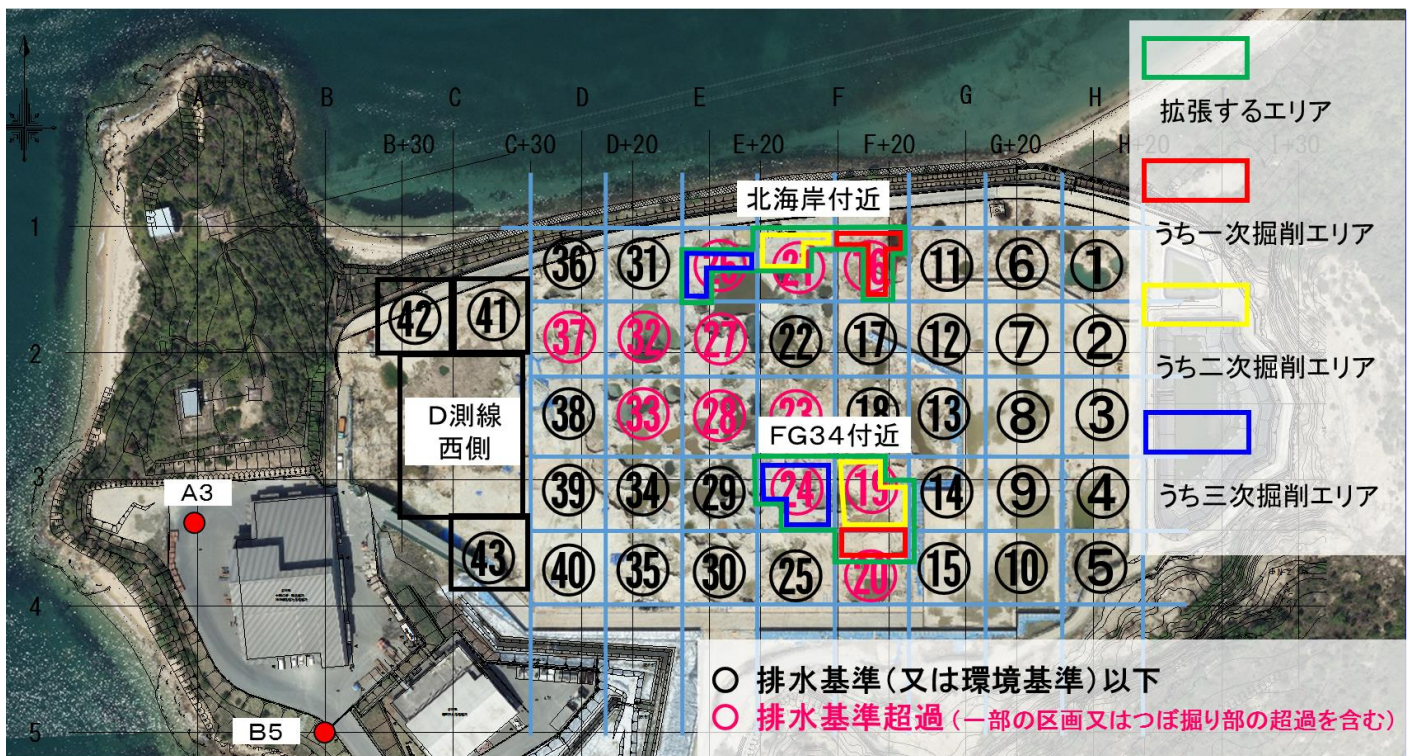 A B C D E F G H
B+30 C+30 D+20 E+20 F+20 G+20 H+20 I+30
拡張するエリア
うち一次掘削エリア
うち二次掘削エリア
うち三次掘削エリア
北海岸付近
1
㊱ ㉛ ㉑ ⑯ ⑪ ⑥ ①
㊷ ㊶
㊲ ㉜ ㉗ ㉒ ⑰ ⑫ ⑦ ②
2
D測線
西側
㊳ ㉝ ㉘ ㉓ ⑱ ⑬ ⑧ ③
FG34付近
3
㊴ ㉞ ㉙ ㉔ ⑲ ⑭ ⑨ ④
A3
㊸ ㊵ ㉟ ㉚ ㉕ ⑳ ⑮ ⑩ ⑤
4
○ 排水基準(又は環境基準)以下
○ 排水基準超過(一部の区画又はつぼ掘り部の超過を含む)
5
B5